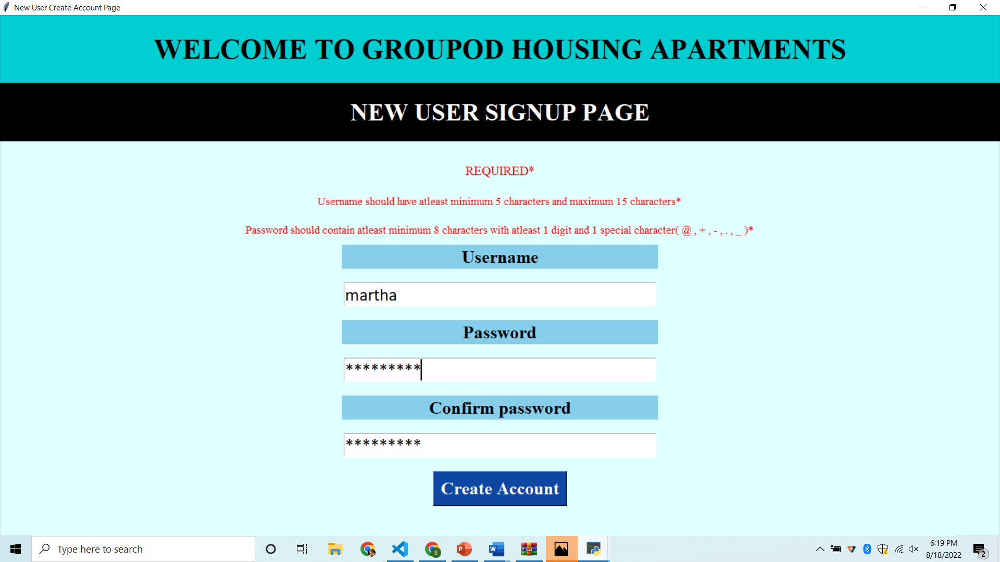 New User Create Account Page
WELCOME TO GROUPOD HOUSING APARTMENTS
NEW USER SIGNUP PAGE
REQUIRED*
Username should have atleast minimum 5 characters and maximum 15 characters*
Password should contain atleast minimum 8 characters with atleast 1 digit and 1 special character( @ , + , - , . , _ )*
Username
martha
Password
*********
Confirm password
*********
Create Account
Type here to search
6:19 PM
8/18/2022
2